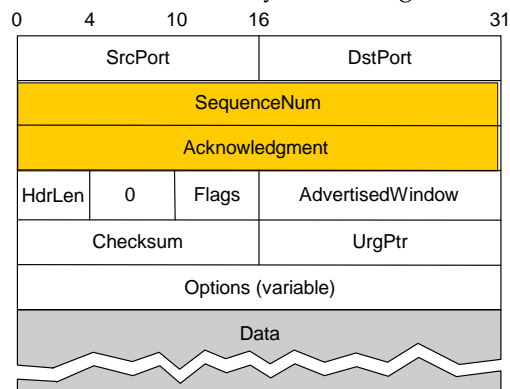 0 4 10 16 31
SrcPort DstPort
SequenceNum
Acknowledgment
HdrLen 0 Flags AdvertisedWindow
Checksum UrgPtr
Options (variable)
Data